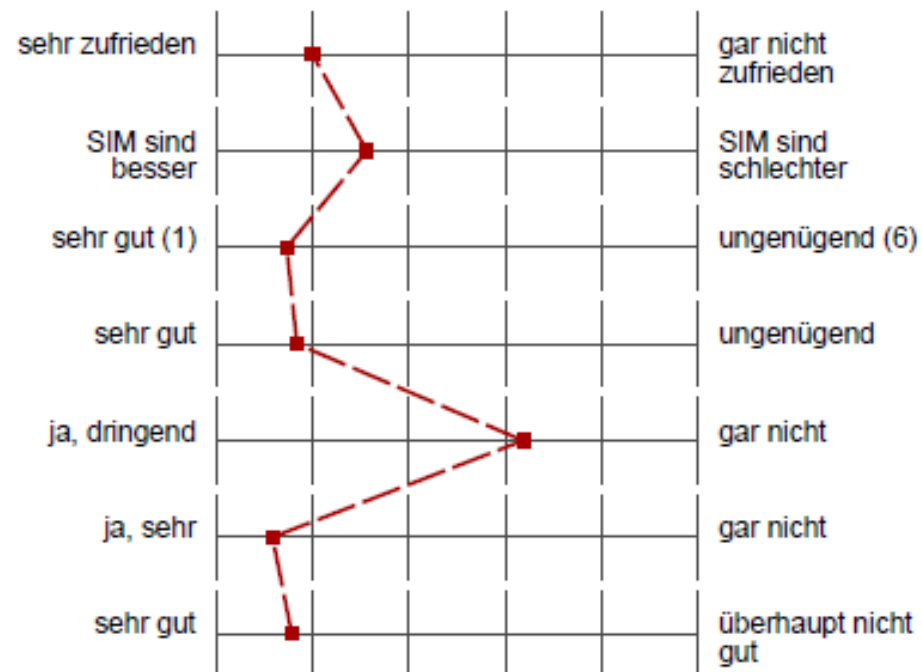 sehr zufrieden
gar nicht
zufrieden
SIM sind
besser
SIM sind
schlechter
sehr gut (1)
ungenügend (6)
sehr gut
ungenügend
ja, dringend
gar nicht
ja, sehr
gar nicht
sehr gut
überhaupt nicht
gut